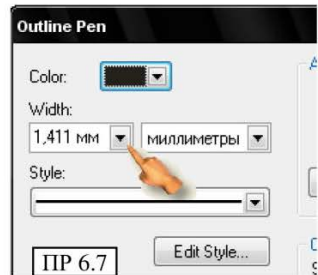 Outline Pen
Color:
Width:
1,411 мм миллиметры
Style:
Edit Style...
ПР 6.7